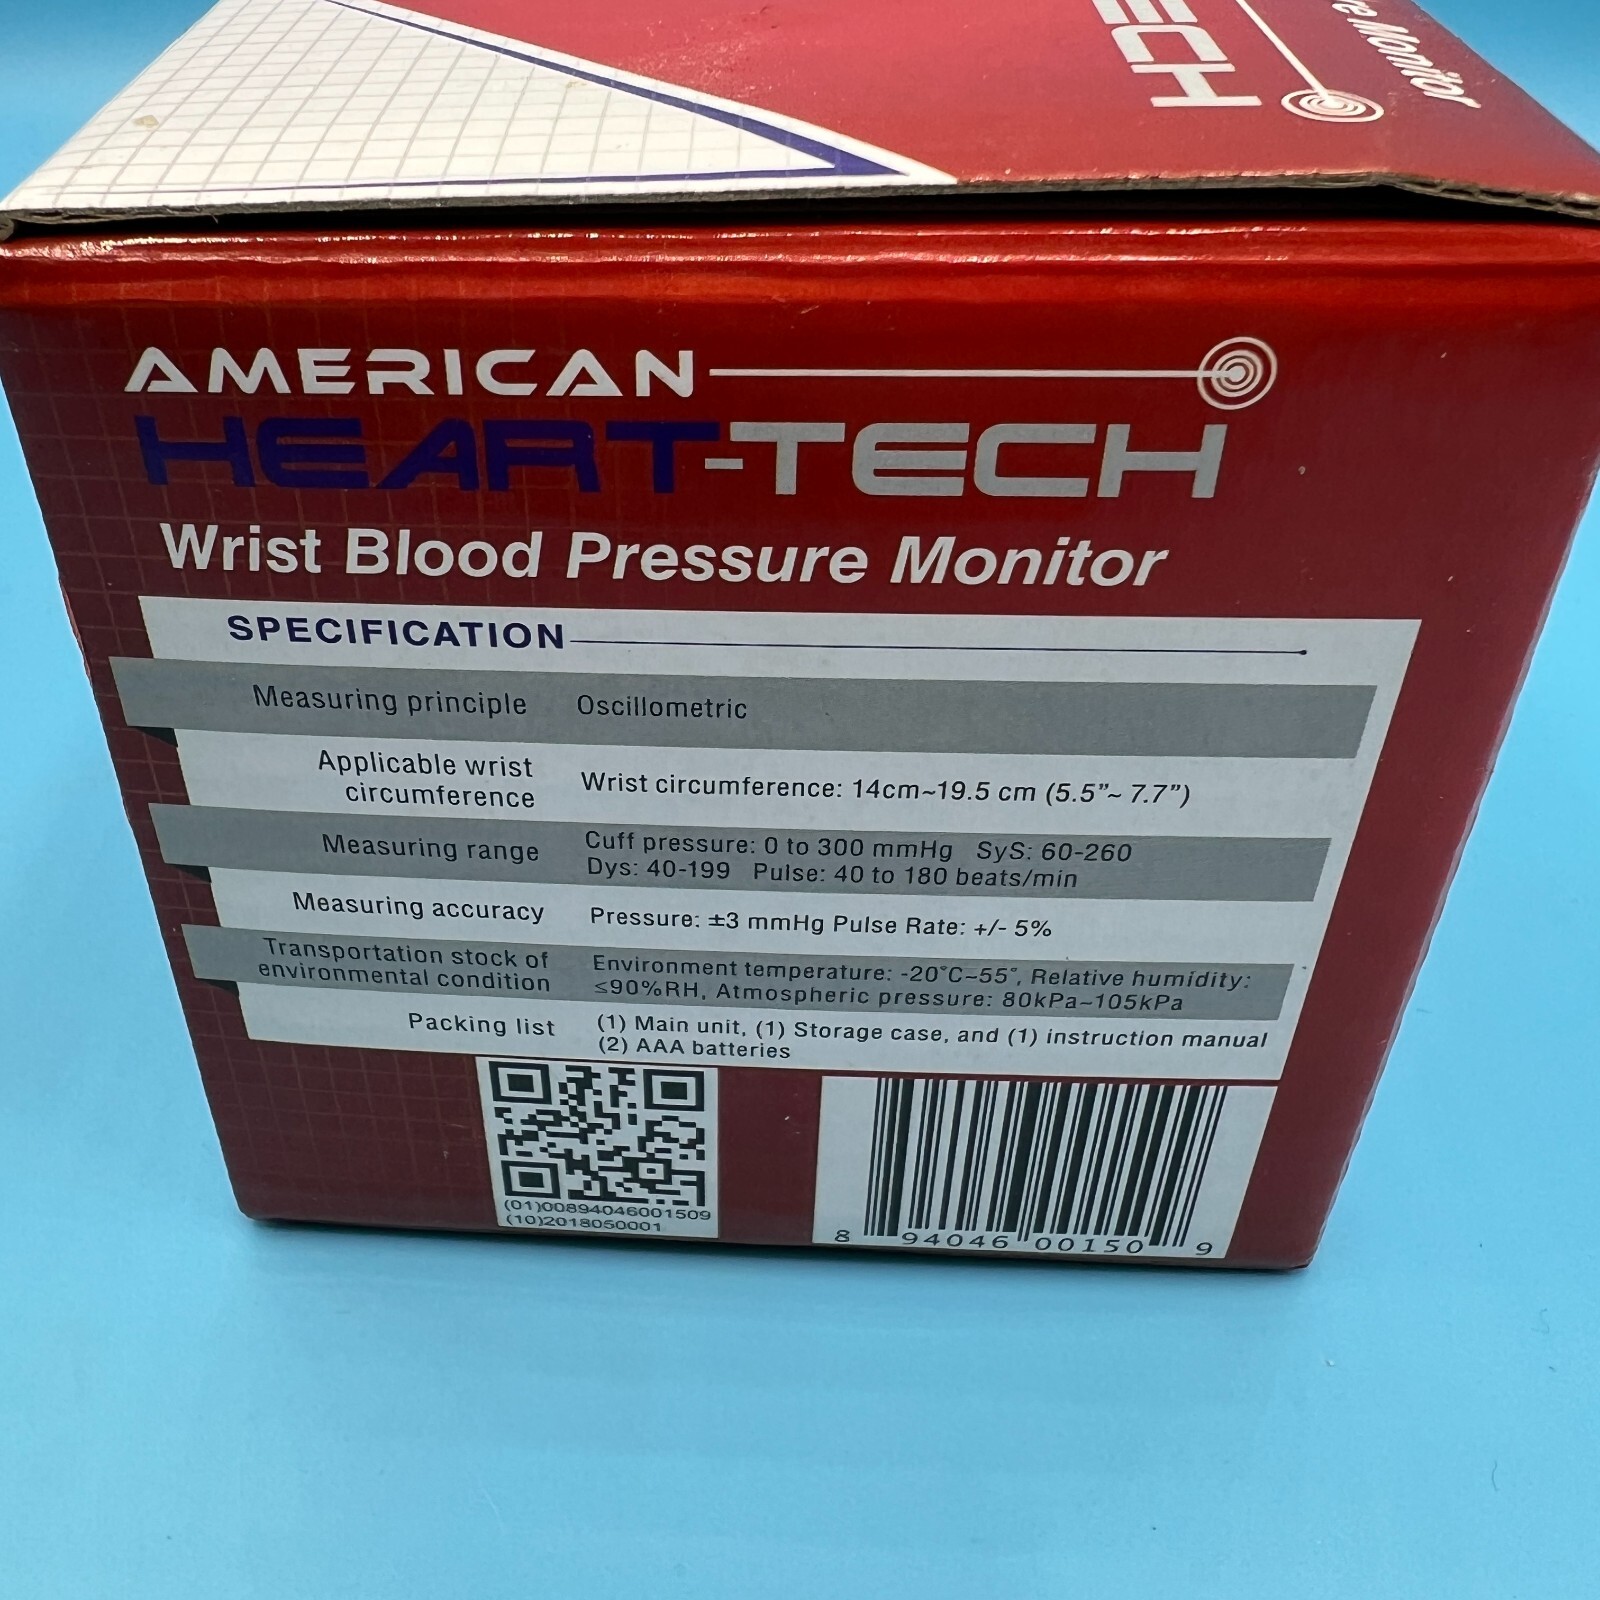 ECH
re Monitor
AMERICAN
HEART-TECH
Wrist Blood Pressure Monitor
SPECIFICATION
Measuring principle Oscillometric
Applicable wrist circumference Wrist circumference: 14cm~19.5 cm (5.5”~ 7.7”)
Measuring range Cuff pressure: 0 to 300 mmHg SyS: 60-260
Dys: 40-199 Pulse: 40 to 180 beats/min
Measuring accuracy Pressure: ±3 mmHg Pulse Rate: +/- 5%
Transportation stock of environmental condition Environment temperature: -20°C~55°, Relative humidity:
≤90%RH, Atmospheric pressure: 80kPa~105kPa
Packing list (1) Main unit, (1) Storage case, and (1) instruction manual
(2) AAA batteries
(01)00894046001509
(10)2018050001
8 94046 00150 9